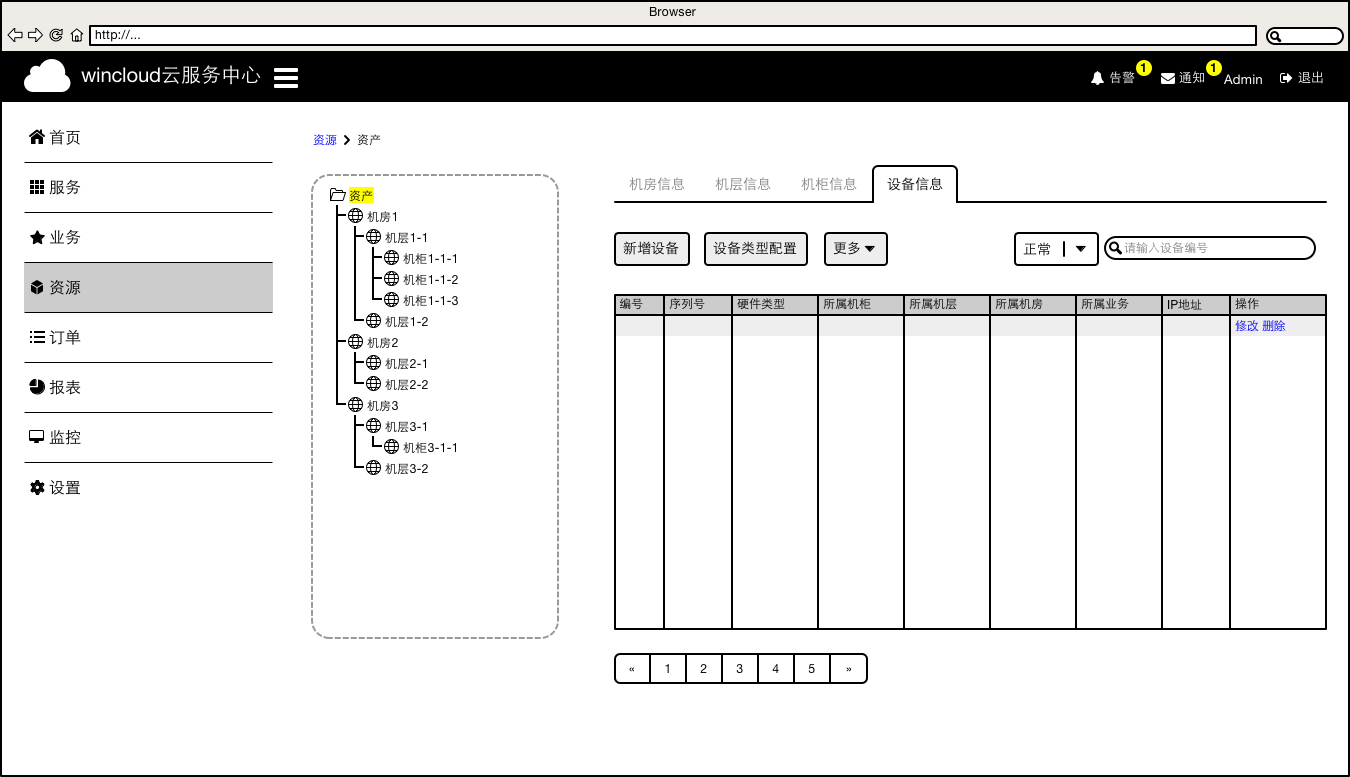 Browser
http://...
wincloud云服务中心
告警 1 通知 1 Admin 退出
首页
服务
业务
资源
订单
报表
监控
设置
资源 资产
资产
机房1
机层1-1
机柜1-1-1
机柜1-1-2
机柜1-1-3
机层1-2
机房2
机层2-1
机层2-2
机房3
机层3-1
机柜3-1-1
机层3-2
机房信息 机层信息 机柜信息 设备信息
新增设备 设备类型配置 更多 正常 请输入设备编号
编号 序列号 硬件类型 所属机柜 所属机层 所属机房 所属业务 IP地址 操作
修改 删除
« 1 2 3 4 5 »